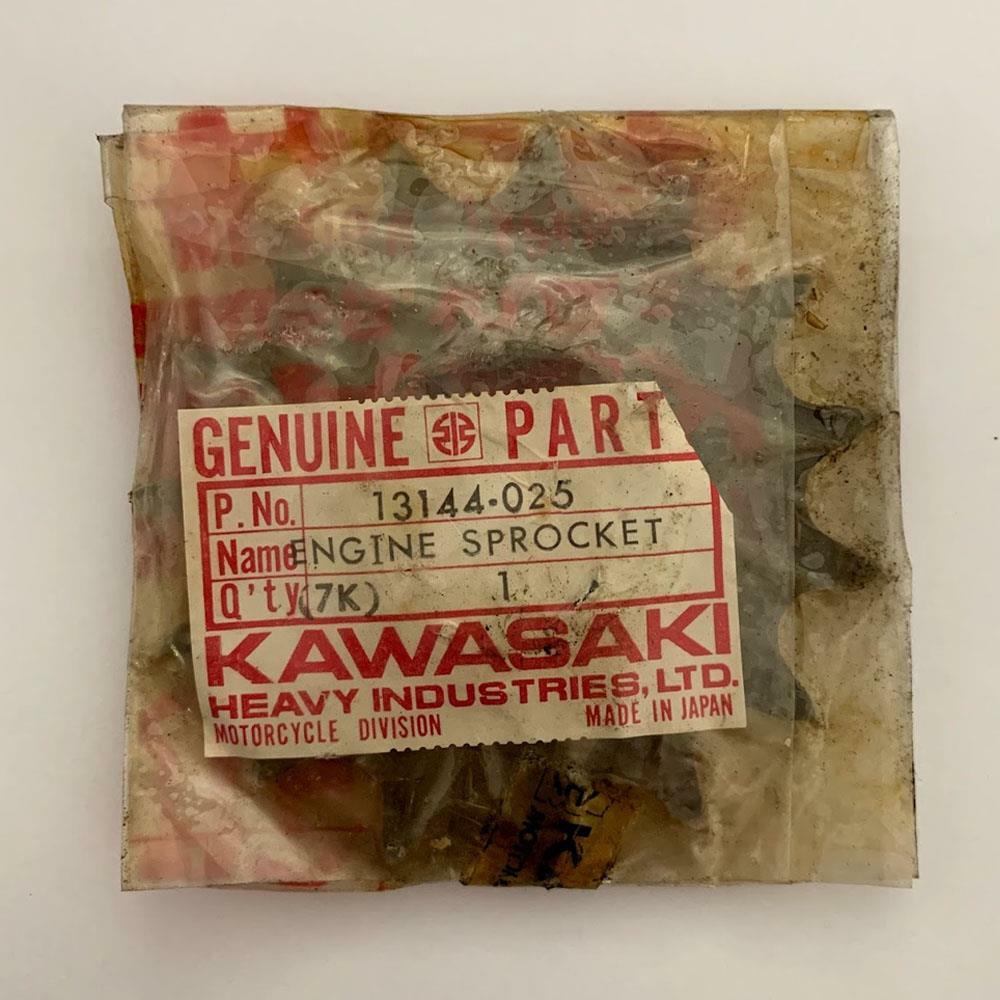 GENUINE PART
P. No. 13144-025
Name ENGINE SPROCKET
Q'ty (7K) 1
KAWASAKI
HEAVY INDUSTRIES, LTD.
MOTORCYCLE DIVISION MADE IN JAPAN